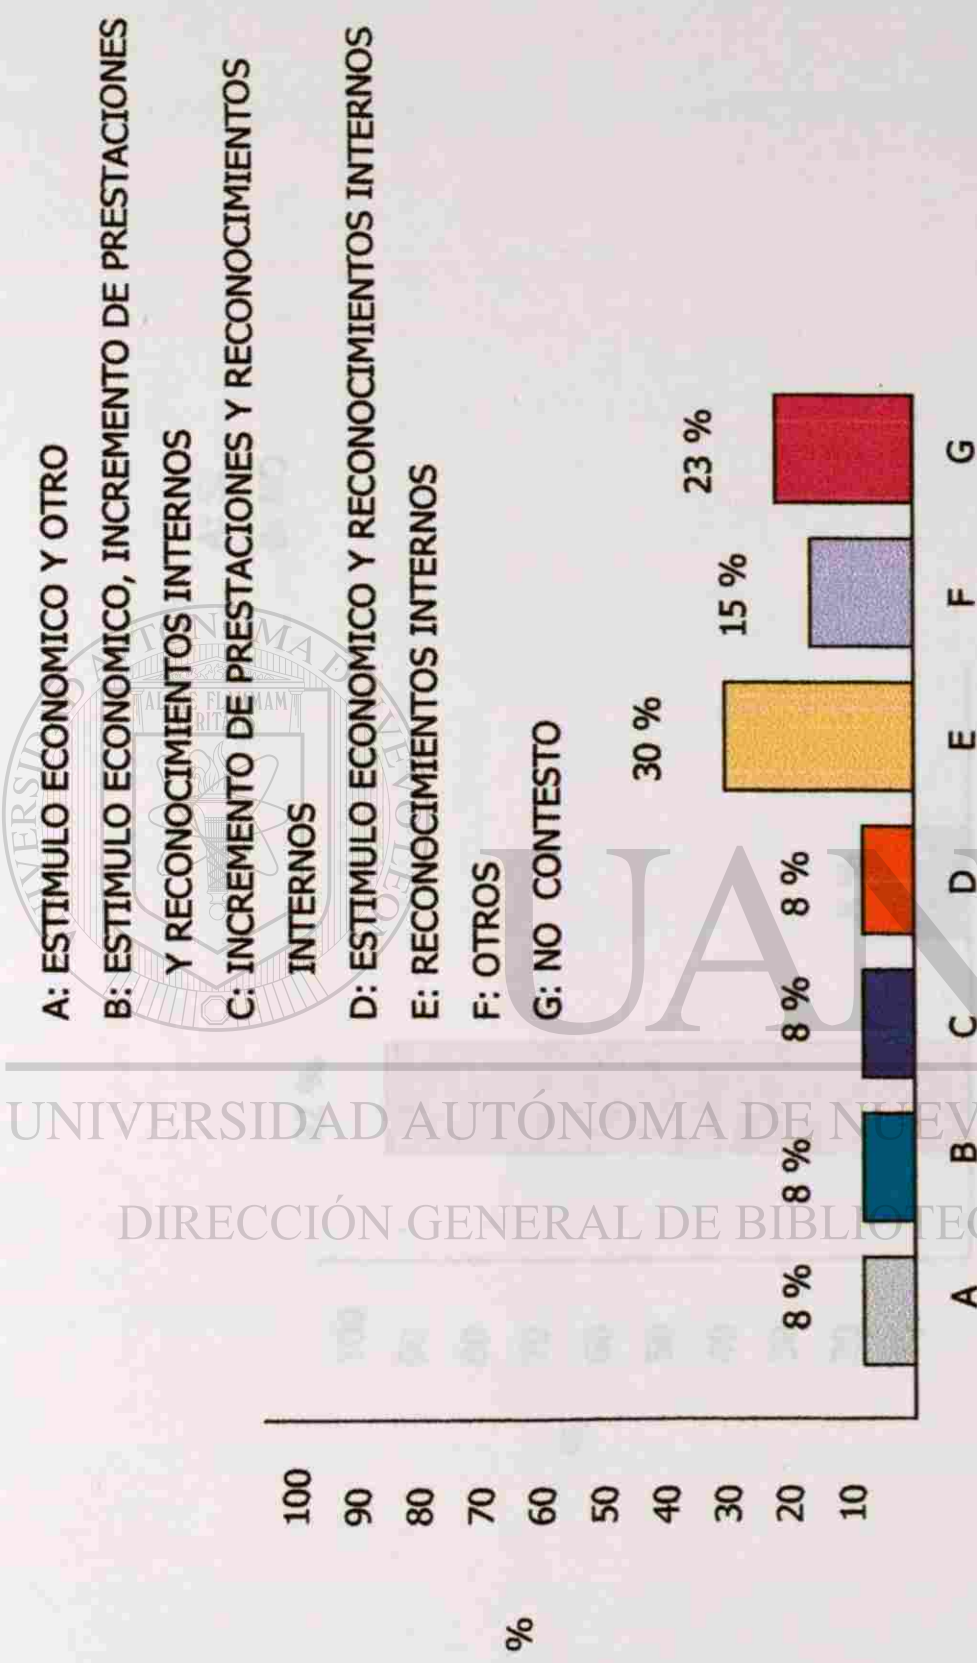 A: ESTIMULO ECONOMICO Y OTRO
B: ESTIMULO ECONOMICO, INCREMENTO DE PRESTACIONES
Y RECONOCIMIENTOS INTERNOS
C: INCREMENTO DE PRESTACIONES Y RECONOCIMIENTOS
INTERNOS
D: ESTIMULO ECONOMICO Y RECONOCIMIENTOS INTERNOS
E: RECONOCIMIENTOS INTERNOS
F: OTROS
G: NO CONTESTO
%
100
90
80
70
60
50
40
30
20
10
8 %
8 %
8 %
8 %
30 %
15 %
23 %
A
B
C
D
E
F
G
UAN
UNIVERSIDAD AUTÓNOMA DE NUEV
DIRECCIÓN GENERAL DE BIBLIOTEC